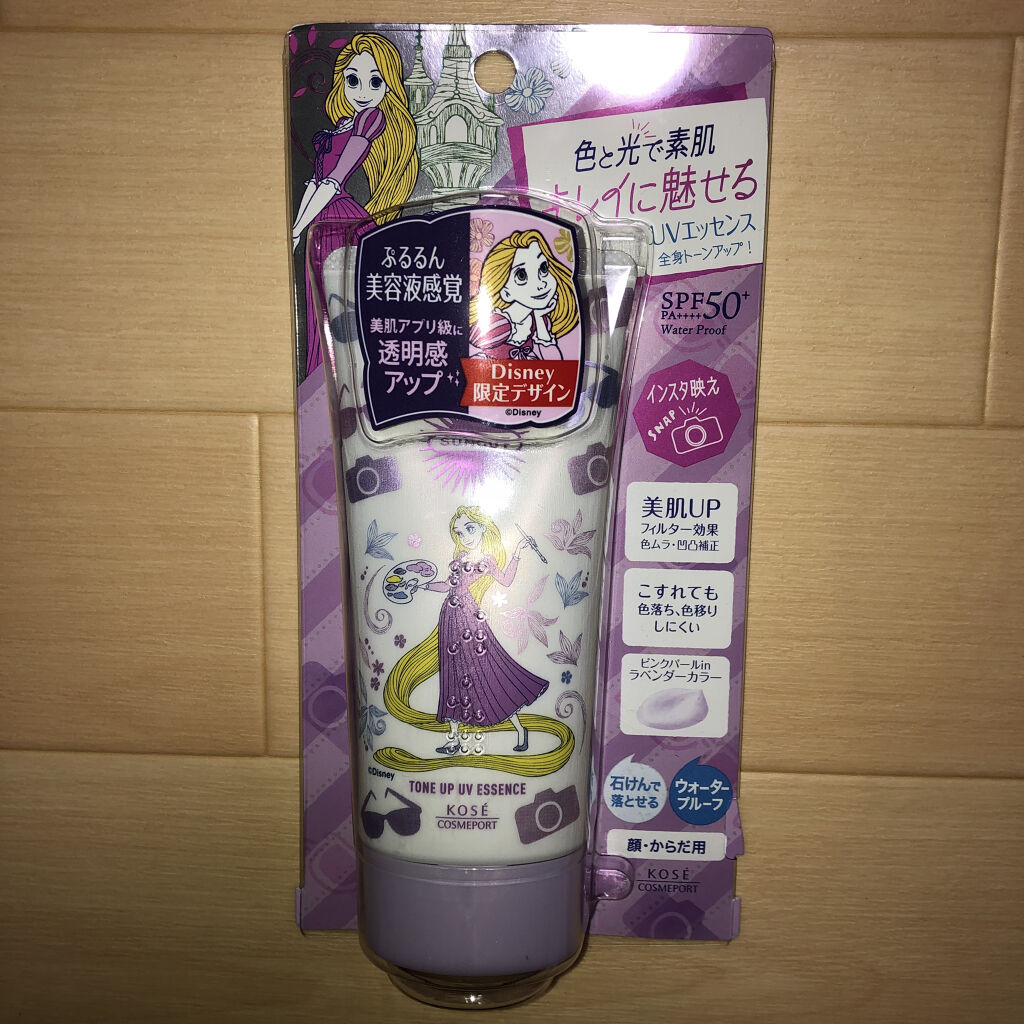 色と光で素肌
キレイに魅せる
UVエッセンス
全身トーンアップ!
SPF50+
PA++++
Water Proof
ぷるるん
美容液感覚
美肌アプリ級に
透明感
アップ
Disney
限定デザイン
©Disney
インスタ映え
SNAP
SUNCUT
美肌UP
フィルター効果
色ムラ・凹凸補正
こすれても
色落ち、色移り
しにくい
ピンクパールin
ラベンダーカラー
石けんで
落とせる
ウォーター
プルーフ
顔・からだ用
KOSÉ
COSMEPORT
©Disney
TONE UP UV ESSENCE
KOSÉ
COSMEPORT